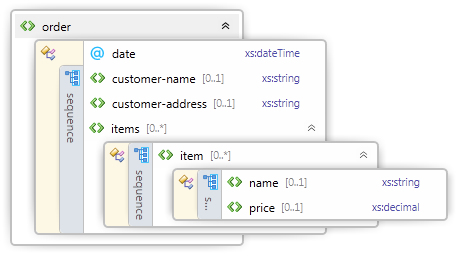 order
date xs:dateTime
sequence
customer-name [0..1] xs:string
customer-address [0..1] xs:string
items [0..*]
sequence
item [0..*]
s...
name [0..1] xs:string
price [0..1] xs:decimal